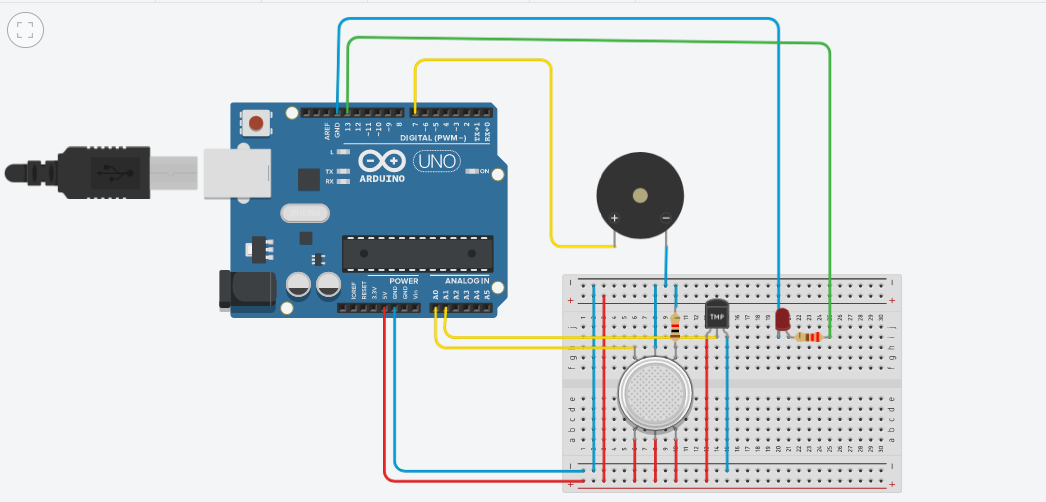 AREF
GND
13
12
~11
~10
~9
8
7
~6
~5
4
~3
2
TX→1
RX←0
DIGITAL (PWM~)
L
TX
RX
UNO
ARDUINO
ON
POWER
ANALOG IN
IOREF
RESET
3.3V
5V
GND
GND
Vin
A0
A1
A2
A3
A4
A5
+ −
TMP
− −
+ +
j
i
h
g
f
e
d
c
b
a
− −
+ +